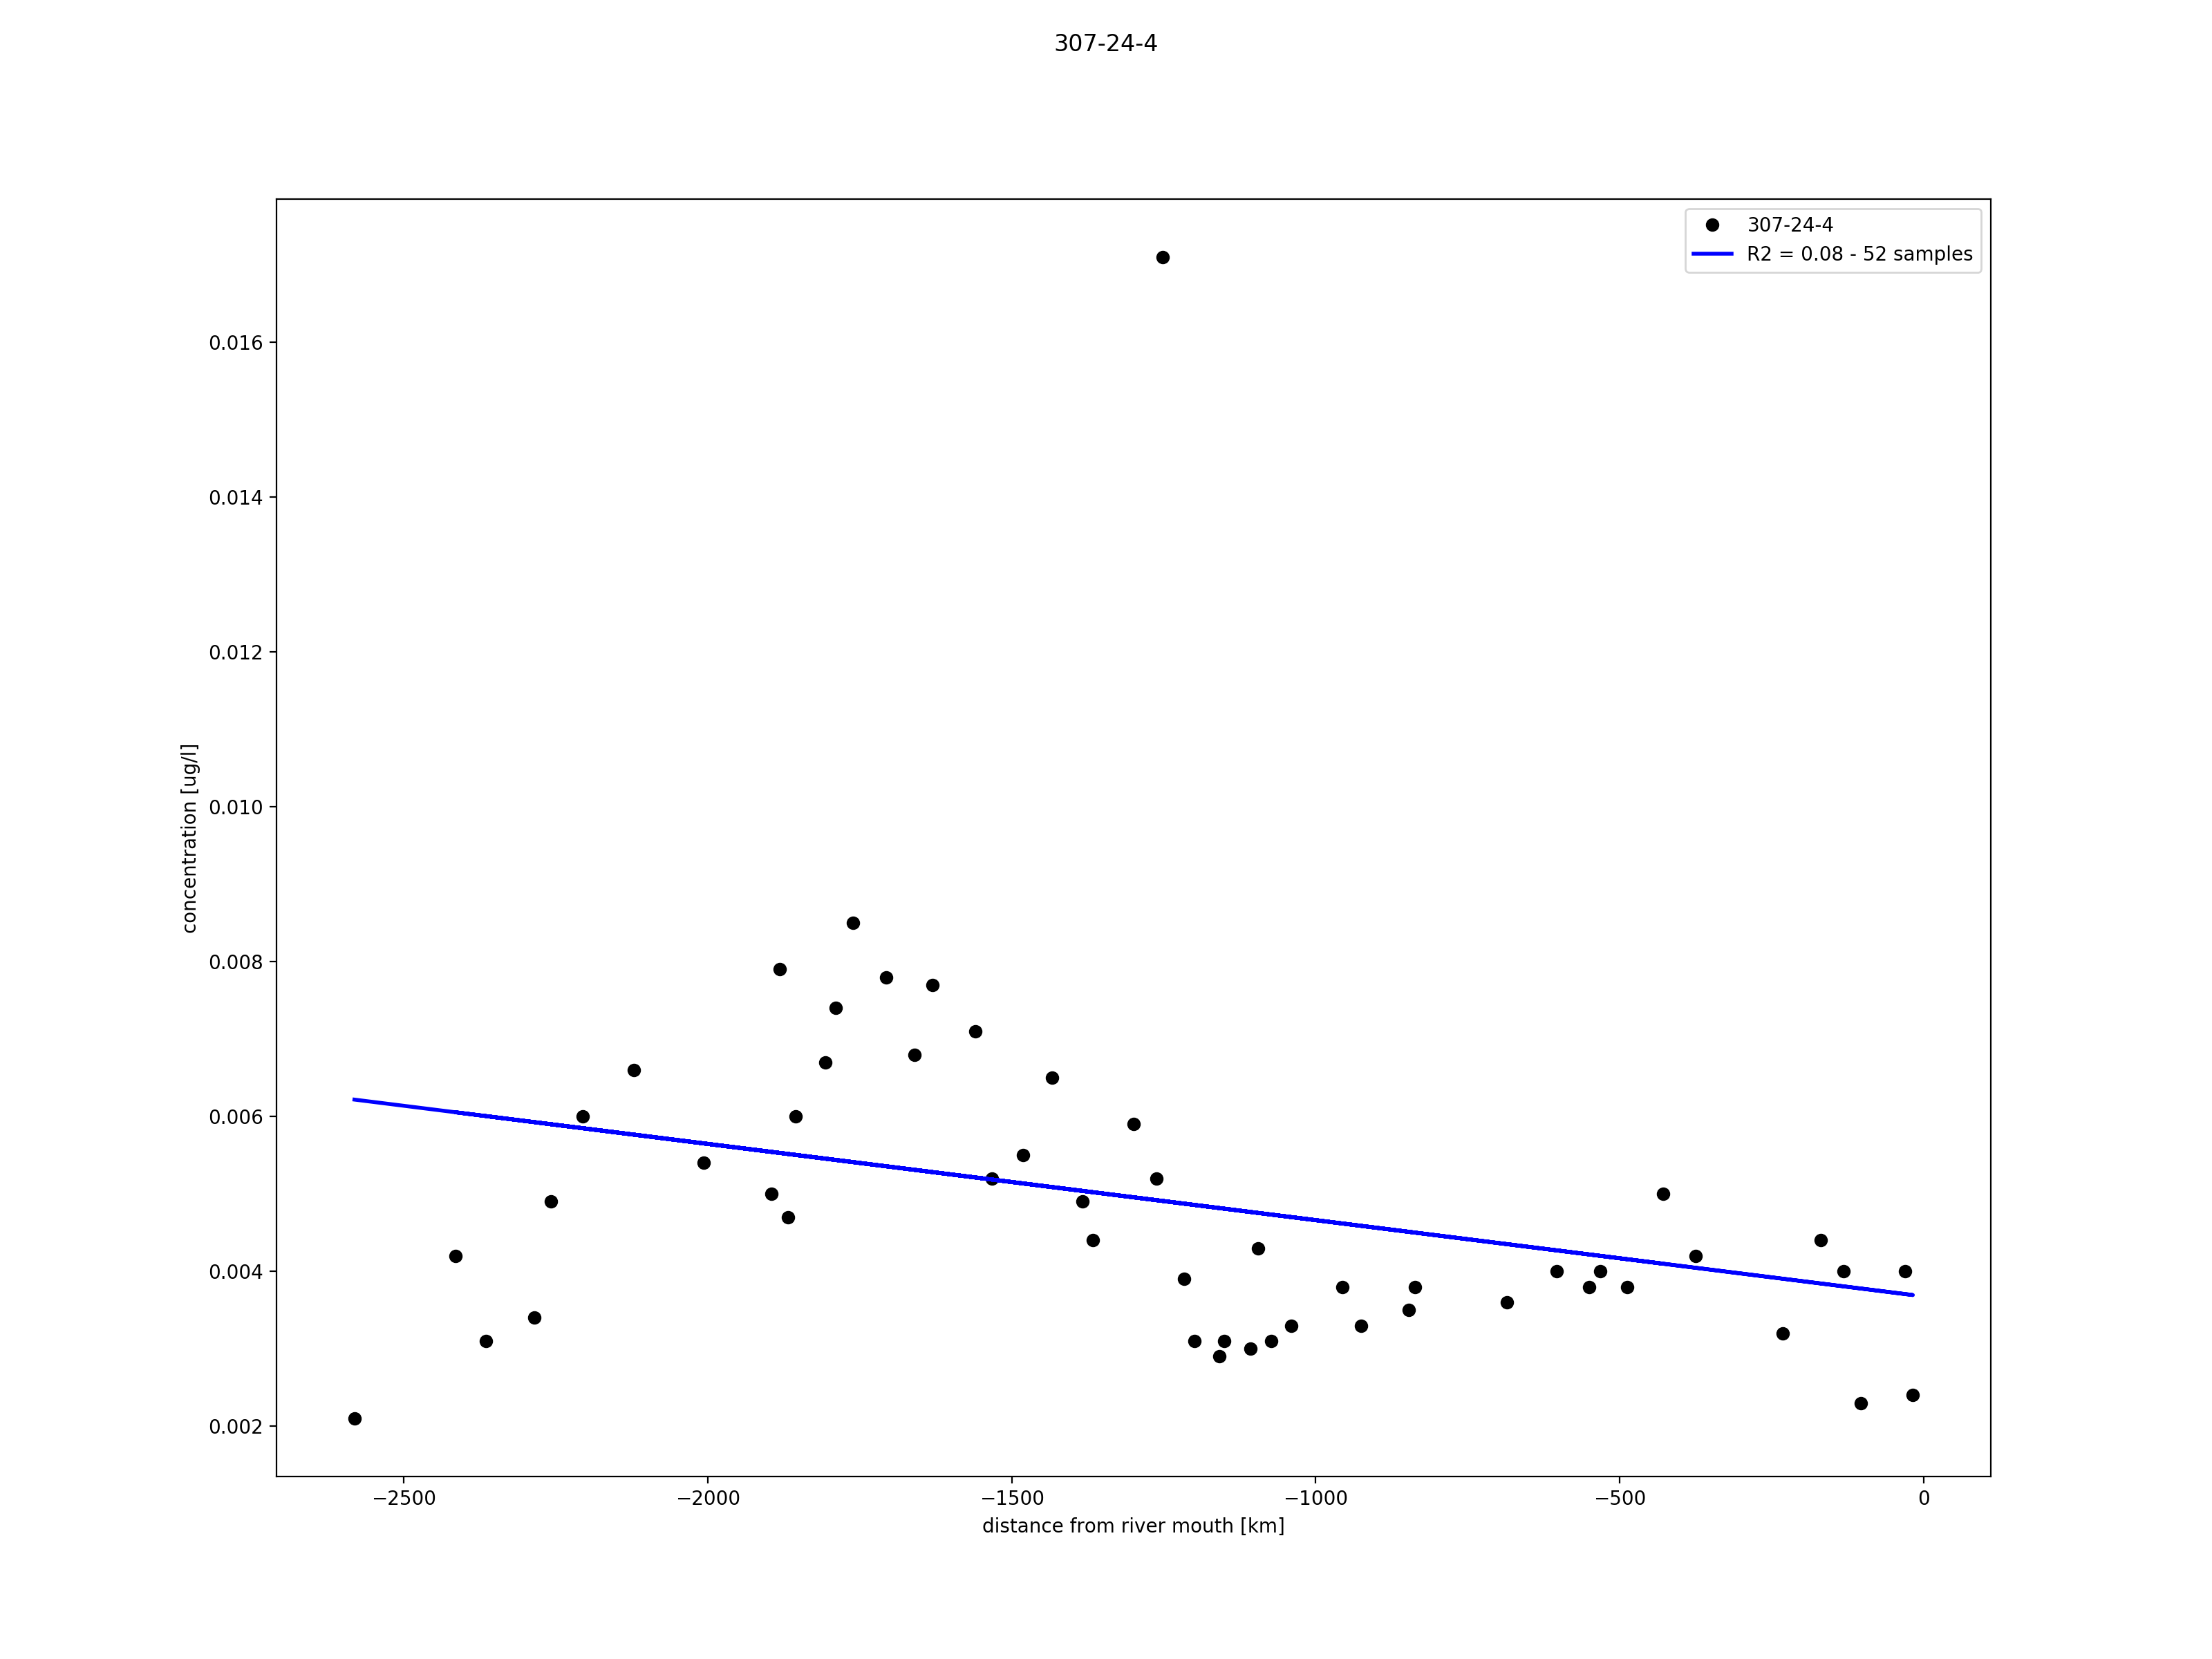 307-24-4
307-24-4
R2 = 0.08 - 52 samples
0.016
0.014
0.012
0.010
0.008
0.006
0.004
0.002
concentration [ug/l]
−2500 −2000 −1500 −1000 −500 0
distance from river mouth [km]